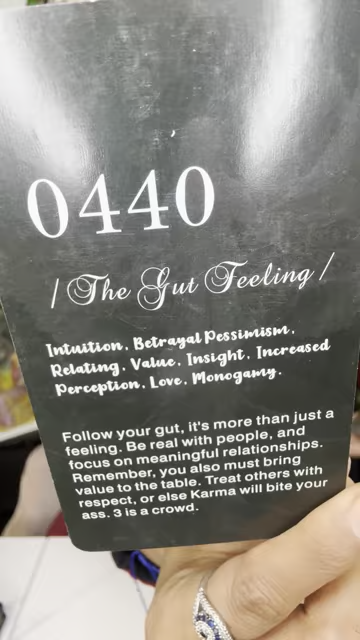 0440
/The Gut Feeling/
Intuition, Betrayal Pessimism,
Relating, Value, Insight, Increased
Perception, Love, Monogamy.
Follow your gut, it's more than just a
feeling. Be real with people, and
focus on meaningful relationships.
Remember, you also must bring
value to the table. Treat others with
respect, or else Karma will bite your
ass. 3 is a crowd.